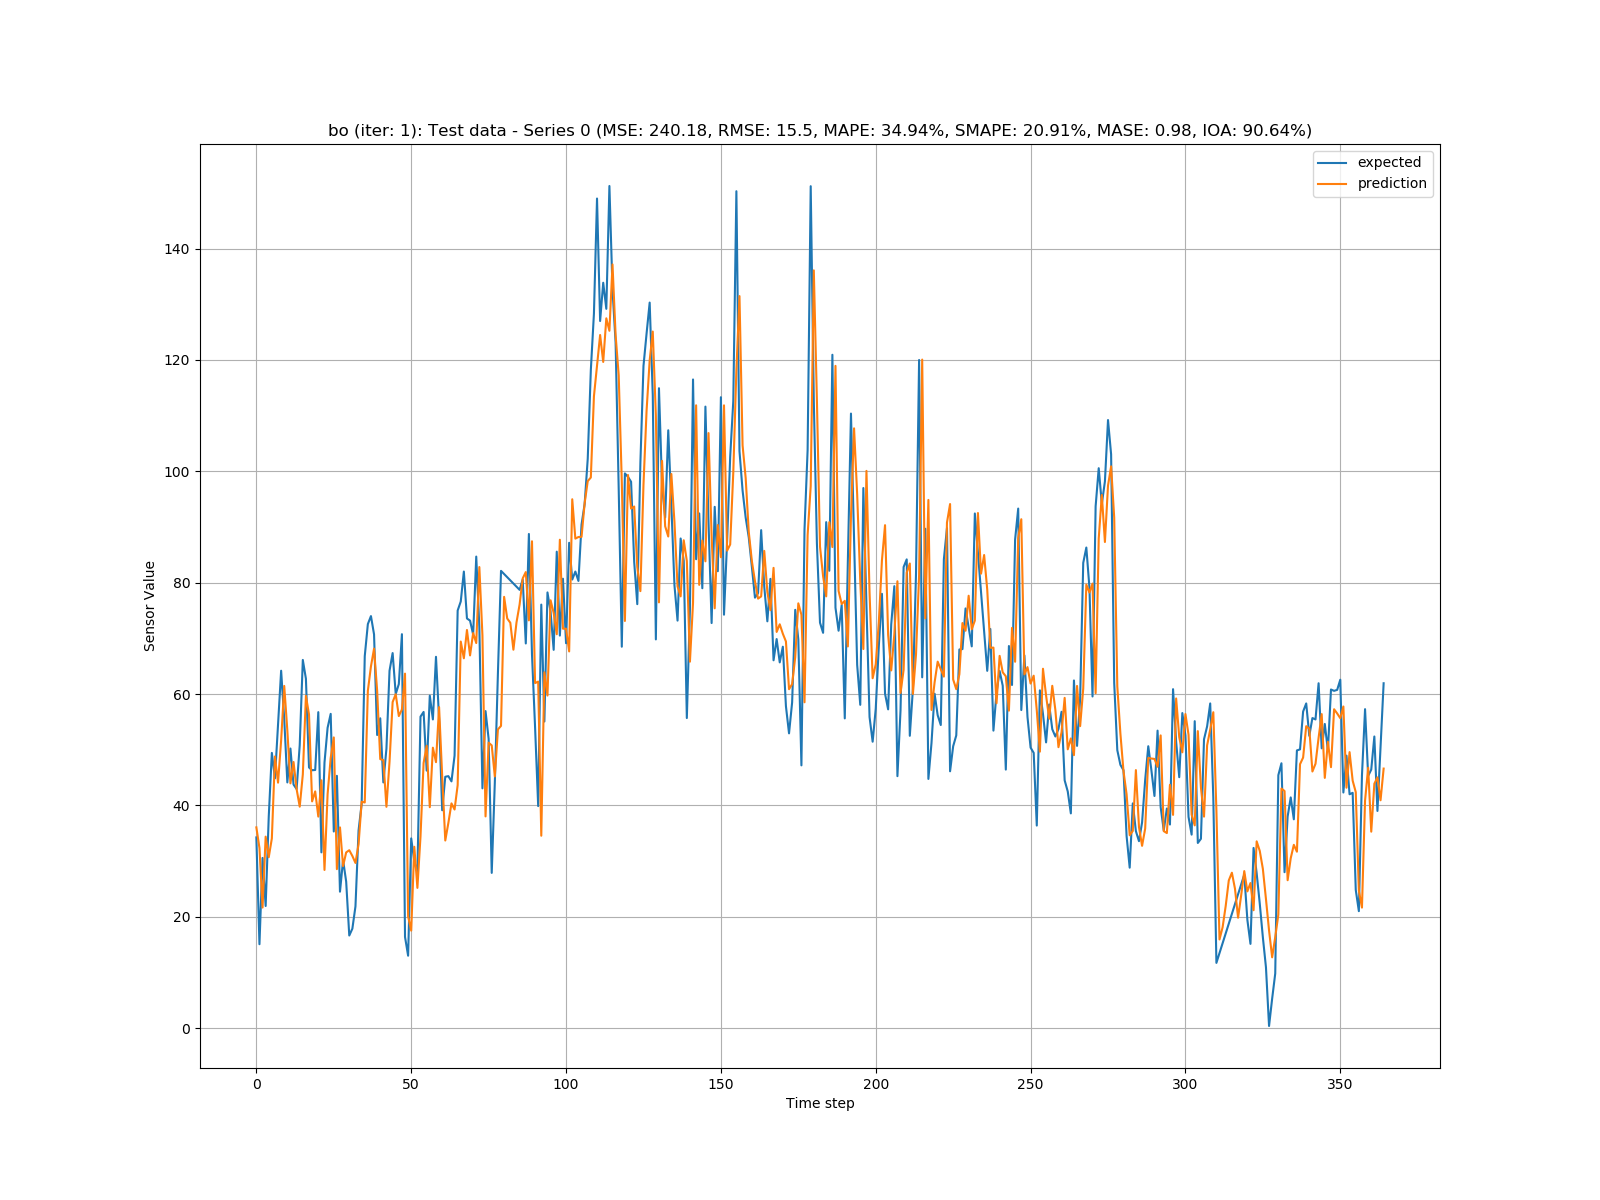 bo (iter: 1): Test data - Series 0 (MSE: 240.18, RMSE: 15.5, MAPE: 34.94%, SMAPE: 20.91%, MASE: 0.98, IOA: 90.64%)
expected
prediction
Sensor Value
140
120
100
80
60
40
20
0
0 50 100 150 200 250 300 350
Time step